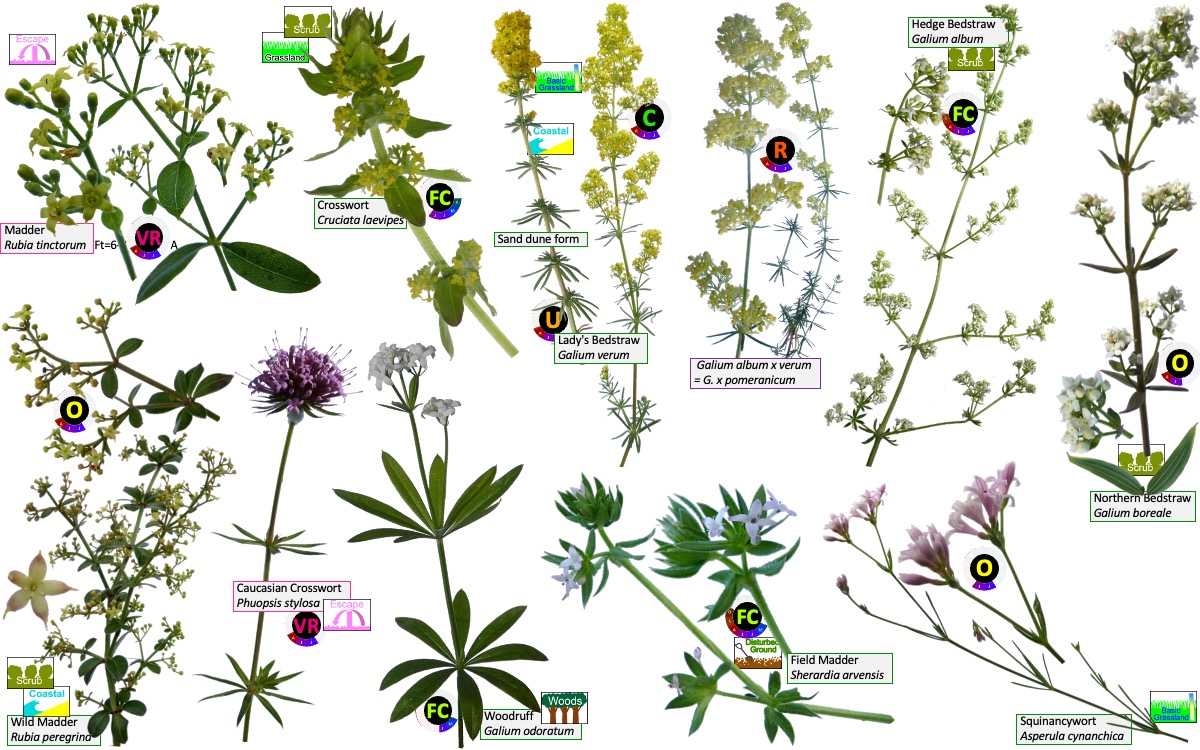 Escape
Madder
Rubia tinctorum
Ft=6-
VR
A
Scrub
Grassland
Crosswort
Cruciata laevipes
FC
Basic
Grassland
Coastal
C
Sand dune form
U
Lady's Bedstraw
Galium verum
R
Galium album x verum
= G. x pomeranicum
Hedge Bedstraw
Galium album
Scrub
FC
O
Scrub
Northern Bedstraw
Galium boreale
O
Scrub
Coastal
Wild Madder
Rubia peregrina
Caucasian Crosswort
Phuopsis stylosa
Escape
VR
FC
Woods
Woodruff
Galium odoratum
FC
Disturbed
Ground
Field Madder
Sherardia arvensis
O
Basic
Grassland
Squinancywort
Asperula cynanchica